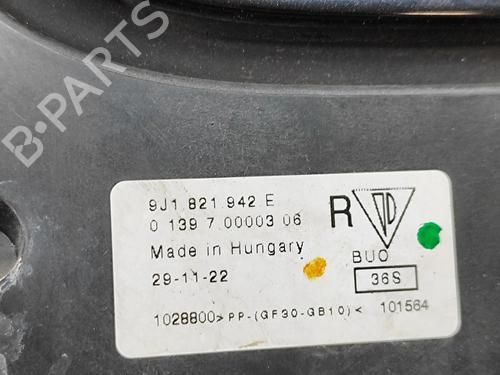 B-PARTS
9J1.821.942 E
0 139 7 00003 06
Made in Hungary
29-11-22
R
BUO
36S
1028800>PP-(GF30-GB10)< 101564